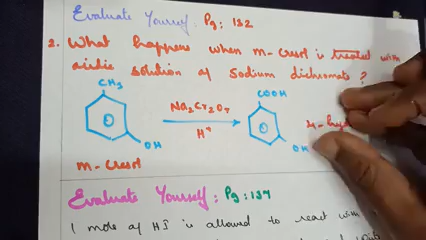 Evaluate Yourself Pg: 132
2. What happens when m-cresol is treated with
acidic solution of Sodium dichromate ?
CH₃
COOH
Na₂Cr₂O₇
H⁺
OH
OH
m-cresol
Evaluate Yourself: Pg: 134
1 mole of HI is allowed to react with